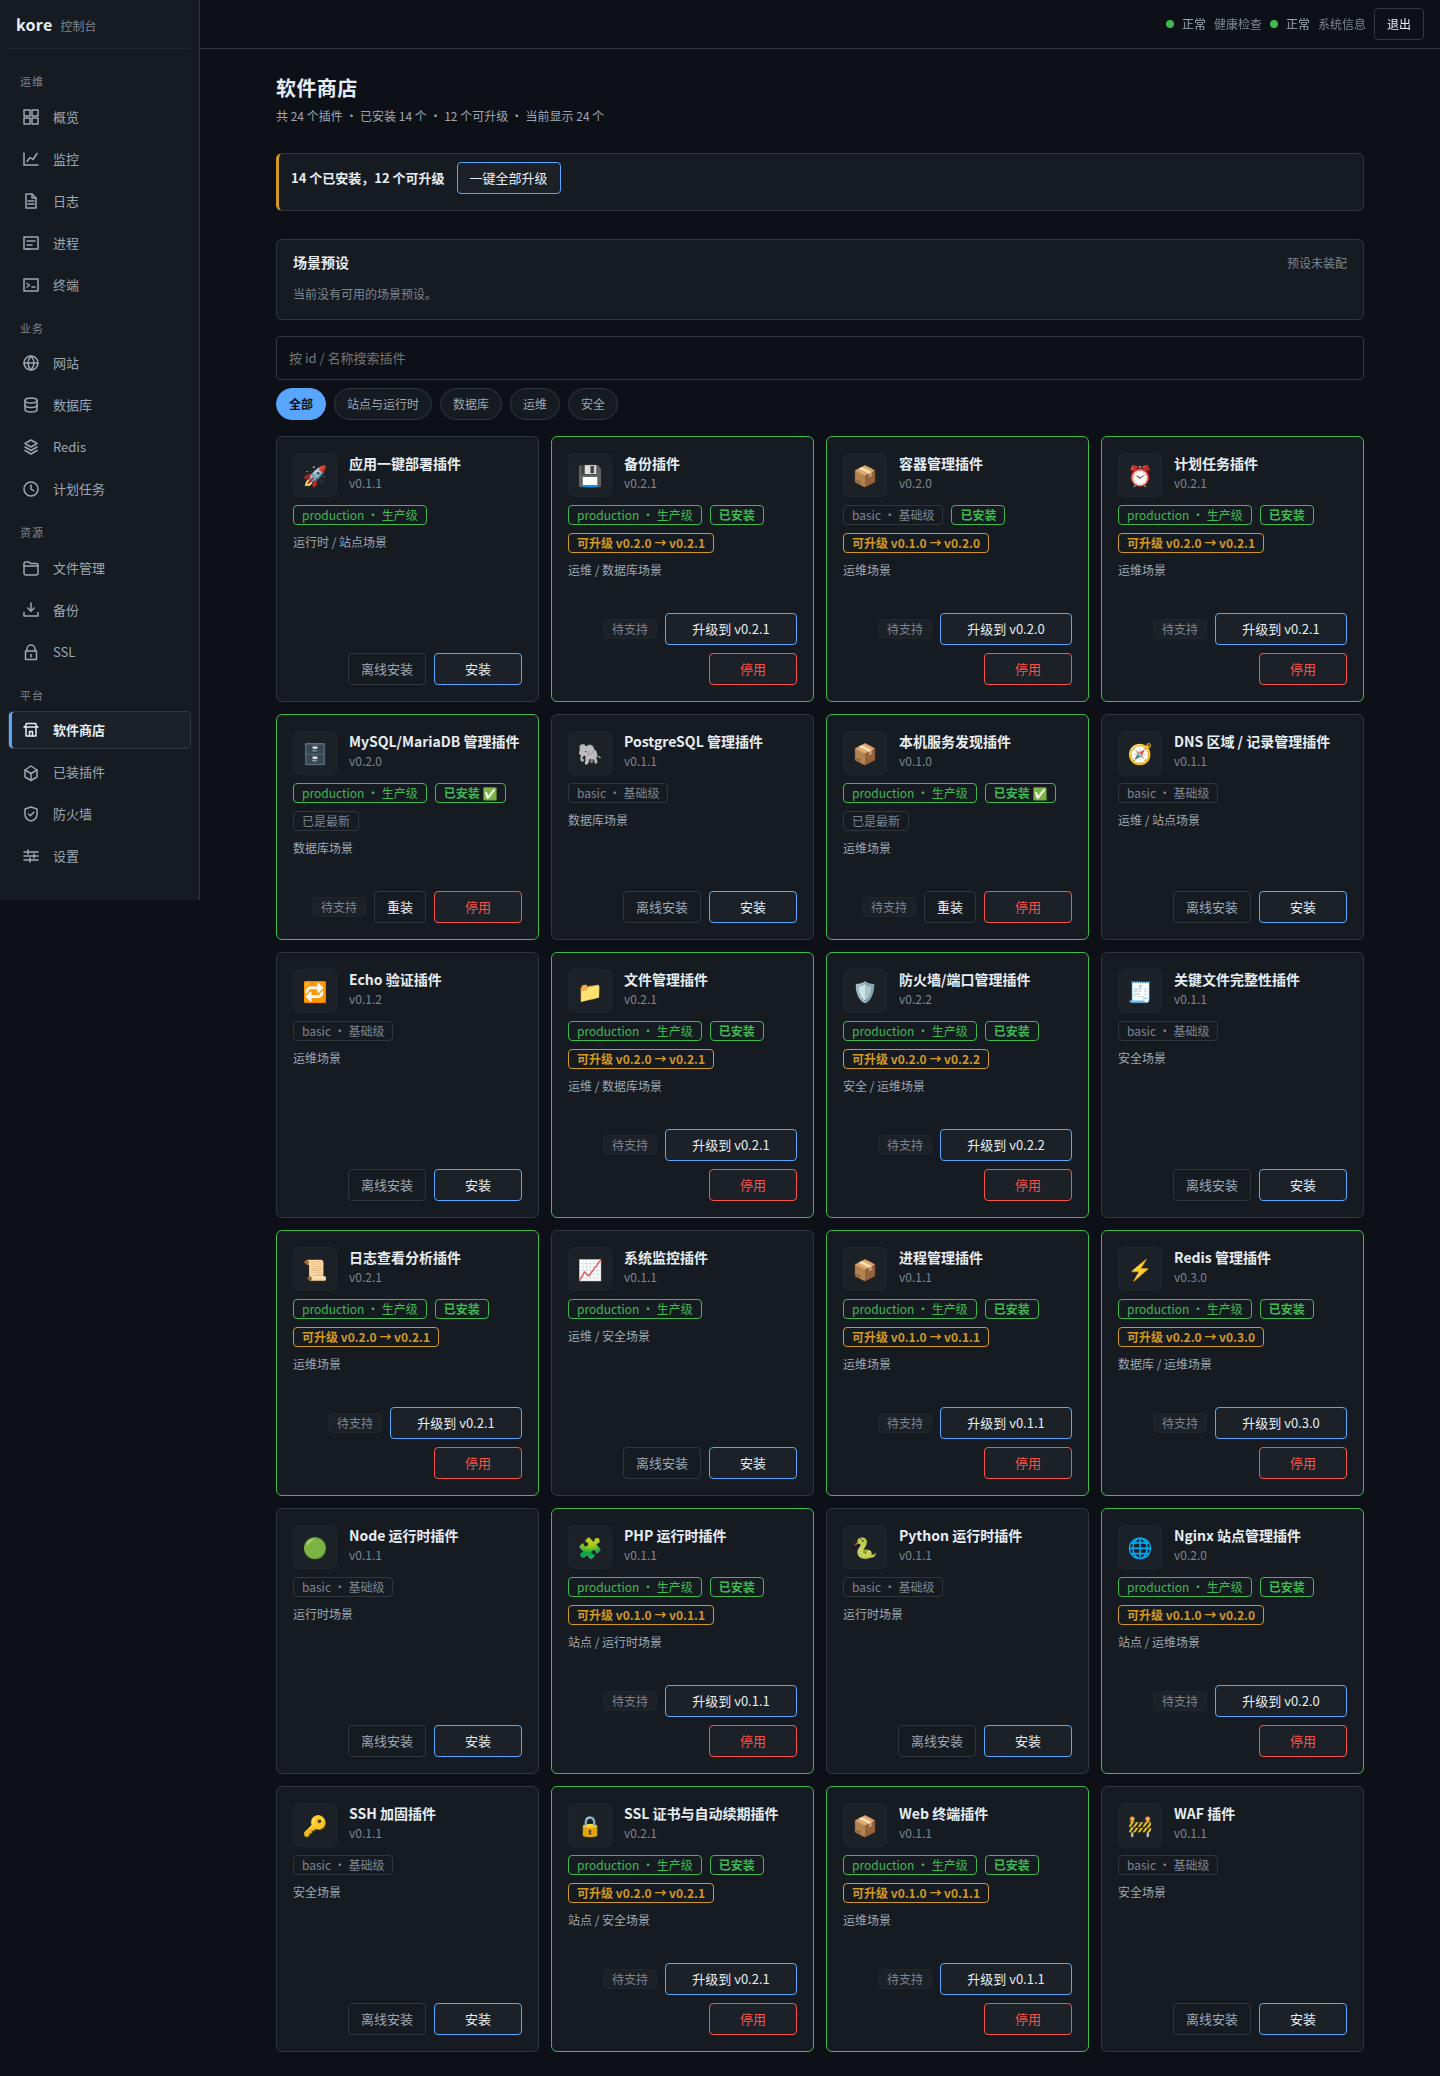 kore 控制台
正常 健康检查 正常 系统信息 退出
运维
概览
监控
日志
进程
终端
业务
网站
数据库
Redis
计划任务
资源
文件管理
备份
SSL
平台
软件商店
已装插件
防火墙
设置
软件商店
共 24 个插件 · 已安装 14 个 · 12 个可升级 · 当前显示 24 个
14 个已安装，12 个可升级 一键全部升级
场景预设 预设未装配
当前没有可用的场景预设。
按 id / 名称搜索插件
全部 站点与运行时 数据库 运维 安全
应用一键部署插件
v0.1.1
production · 生产级
运行时 / 站点场景
离线安装 安装
备份插件
v0.2.1
production · 生产级 已安装
可升级 v0.2.0 → v0.2.1
运维 / 数据库场景
待支持 升级到 v0.2.1
停用
容器管理插件
v0.2.0
basic · 基础级 已安装
可升级 v0.1.0 → v0.2.0
运维场景
待支持 升级到 v0.2.0
停用
计划任务插件
v0.2.1
production · 生产级 已安装
可升级 v0.2.0 → v0.2.1
运维场景
待支持 升级到 v0.2.1
停用
MySQL/MariaDB 管理插件
v0.2.0
production · 生产级 已安装 ✅
已是最新
数据库场景
待支持 重装 停用
PostgreSQL 管理插件
v0.1.1
basic · 基础级
数据库场景
离线安装 安装
本机服务发现插件
v0.1.0
production · 生产级 已安装 ✅
已是最新
运维场景
待支持 重装 停用
DNS 区域 / 记录管理插件
v0.1.1
basic · 基础级
运维 / 站点场景
离线安装 安装
Echo 验证插件
v0.1.2
basic · 基础级
运维场景
离线安装 安装
文件管理插件
v0.2.1
production · 生产级 已安装
可升级 v0.2.0 → v0.2.1
运维 / 数据库场景
待支持 升级到 v0.2.1
停用
防火墙/端口管理插件
v0.2.2
production · 生产级 已安装
可升级 v0.2.0 → v0.2.2
安全 / 运维场景
待支持 升级到 v0.2.2
停用
关键文件完整性插件
v0.1.1
basic · 基础级
安全场景
离线安装 安装
日志查看分析插件
v0.2.1
production · 生产级 已安装
可升级 v0.2.0 → v0.2.1
运维场景
待支持 升级到 v0.2.1
停用
系统监控插件
v0.1.1
production · 生产级
运维 / 安全场景
离线安装 安装
进程管理插件
v0.1.1
production · 生产级 已安装
可升级 v0.1.0 → v0.1.1
运维场景
待支持 升级到 v0.1.1
停用
Redis 管理插件
v0.3.0
production · 生产级 已安装
可升级 v0.2.0 → v0.3.0
数据库 / 运维场景
待支持 升级到 v0.3.0
停用
Node 运行时插件
v0.1.1
basic · 基础级
运行时场景
离线安装 安装
PHP 运行时插件
v0.1.1
production · 生产级 已安装
可升级 v0.1.0 → v0.1.1
站点 / 运行时场景
待支持 升级到 v0.1.1
停用
Python 运行时插件
v0.1.1
basic · 基础级
运行时场景
离线安装 安装
Nginx 站点管理插件
v0.2.0
production · 生产级 已安装
可升级 v0.1.0 → v0.2.0
站点 / 运维场景
待支持 升级到 v0.2.0
停用
SSH 加固插件
v0.1.1
basic · 基础级
安全场景
离线安装 安装
SSL 证书与自动续期插件
v0.2.1
production · 生产级 已安装
可升级 v0.2.0 → v0.2.1
站点 / 安全场景
待支持 升级到 v0.2.1
停用
Web 终端插件
v0.1.1
production · 生产级 已安装
可升级 v0.1.0 → v0.1.1
运维场景
待支持 升级到 v0.1.1
停用
WAF 插件
v0.1.1
basic · 基础级
安全场景
离线安装 安装